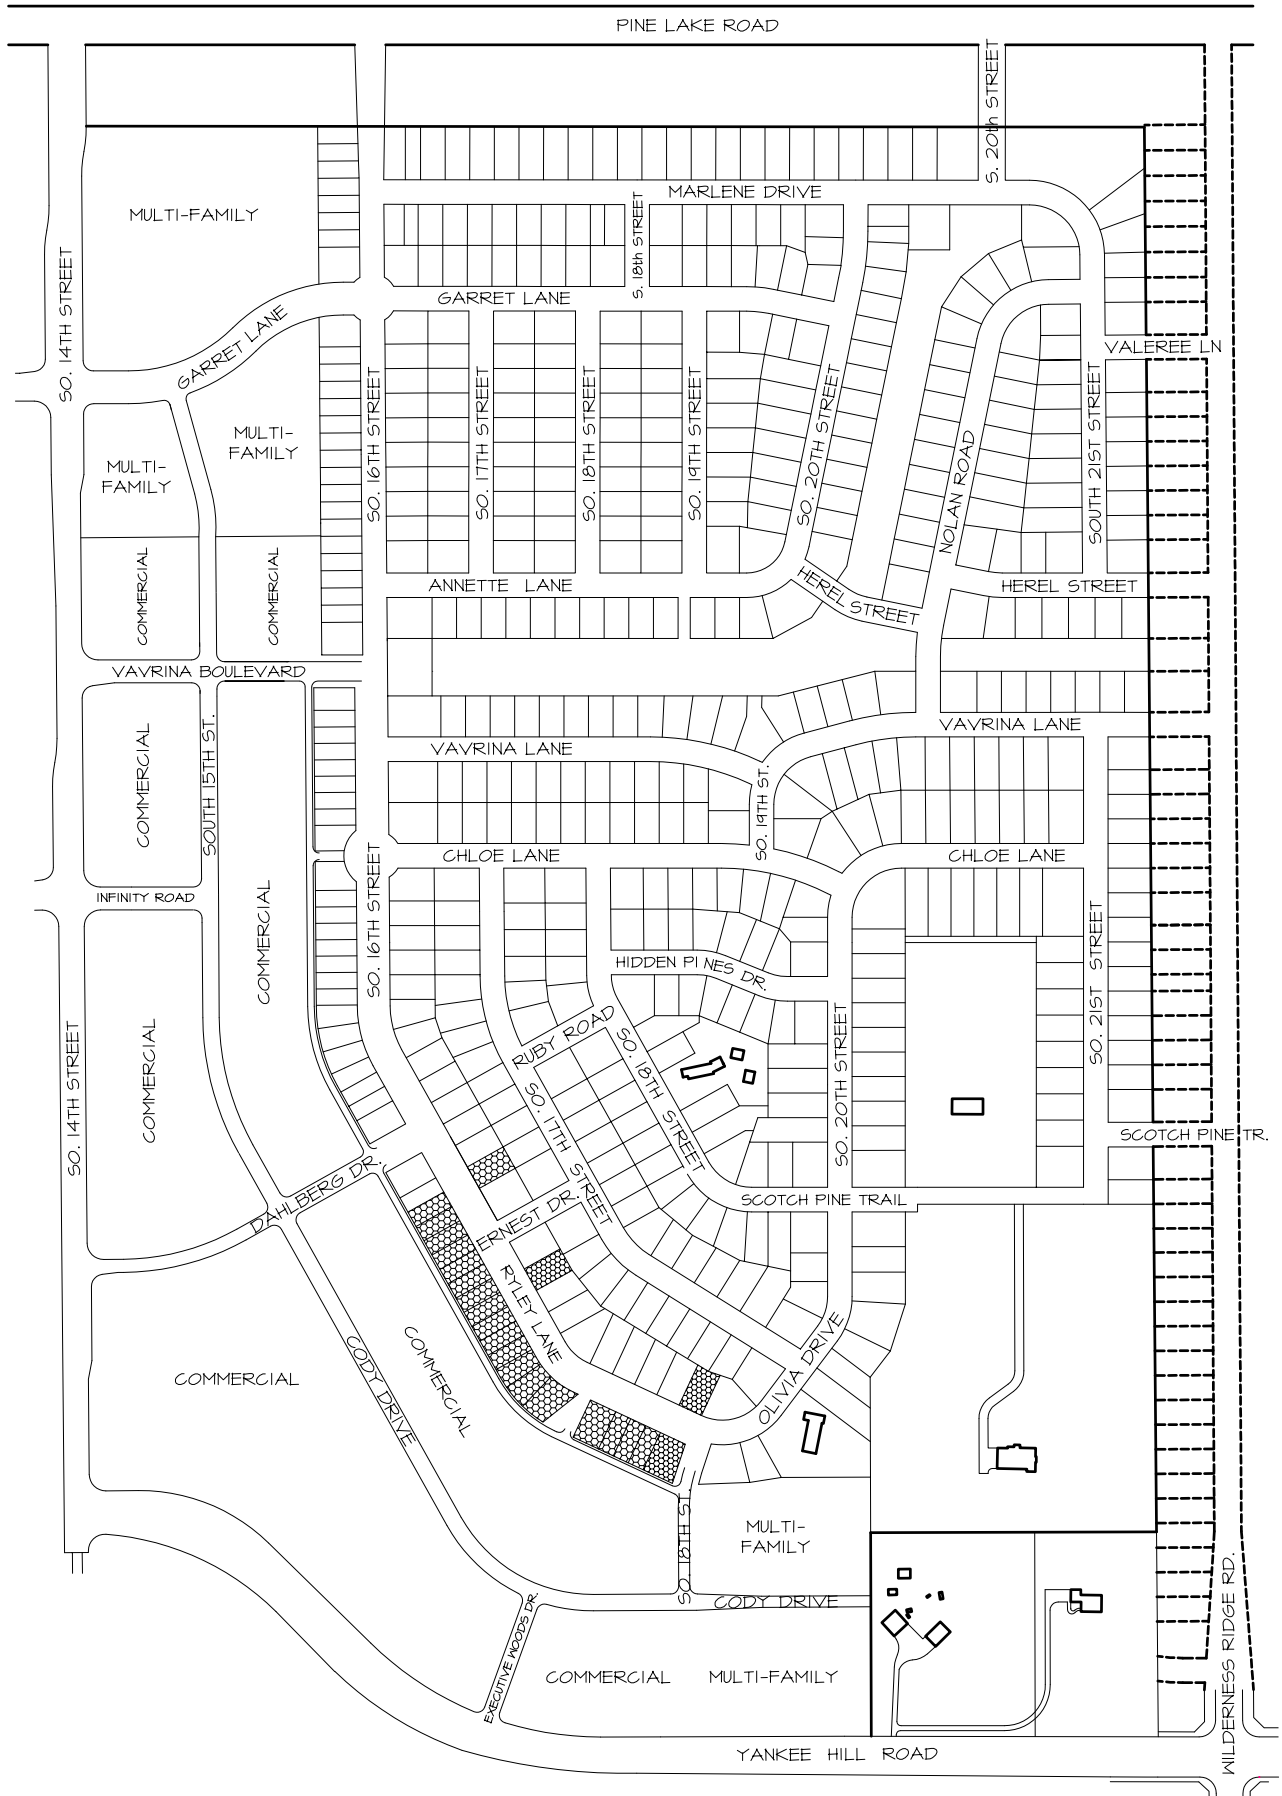 PINE LAKE ROAD
S. 20th STREET
MARLENE DRIVE
MULTI-FAMILY
S. 18th STREET
SO. 14TH STREET
GARRET LANE
GARRET LANE
VALEREE LN
SO. 16TH STREET
SO. 17TH STREET
SO. 18TH STREET
SO. 19TH STREET
SO. 20TH STREET
NOLAN ROAD
SOUTH 21ST STREET
MULTI-
FAMILY
MULTI-
FAMILY
COMMERCIAL
COMMERCIAL
ANNETTE LANE
HEREL STREET
HEREL STREET
VAVRINA BOULEVARD
VAVRINA LANE
VAVRINA LANE
COMMERCIAL
SOUTH 15TH ST.
SO. 19TH ST.
CHLOE LANE
CHLOE LANE
INFINITY ROAD
COMMERCIAL
SO. 16TH STREET
HIDDEN PINES DR.
SO. 21ST STREET
RUBY ROAD
SO. 18TH STREET
SO. 20TH STREET
SO. 14TH STREET
COMMERCIAL
SO. 17TH STREET
SCOTCH PINE TR.
DAHLBERG DR.
ERNEST DR.
SCOTCH PINE TRAIL
RYLEY LANE
COMMERCIAL
CODY DRIVE
COMMERCIAL
OLIVIA DRIVE
SO. 18TH ST.
MULTI-
FAMILY
CODY DRIVE
EXECUTIVE WOODS DR.
COMMERCIAL
MULTI-FAMILY
WILDERNESS RIDGE RD.
YANKEE HILL ROAD